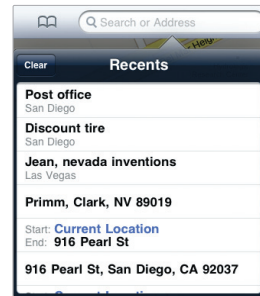 Search or Address
Clear
Recents
Post office
San Diego
Discount tire
San Diego
Jean, nevada inventions
Las Vegas
Primm, Clark, NV 89019
Start: Current Location
End: 916 Pearl St
916 Pearl St, San Diego, CA 92037